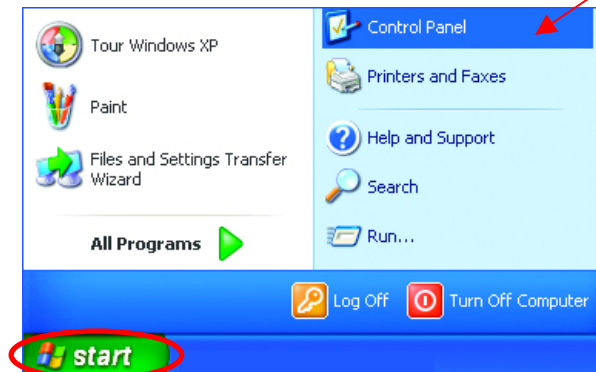 Tour Windows XP
Paint
Files and Settings Transfer
Wizard
All Programs
Control Panel
Printers and Faxes
Help and Support
Search
Run...
Log Off
Turn Off Computer
start